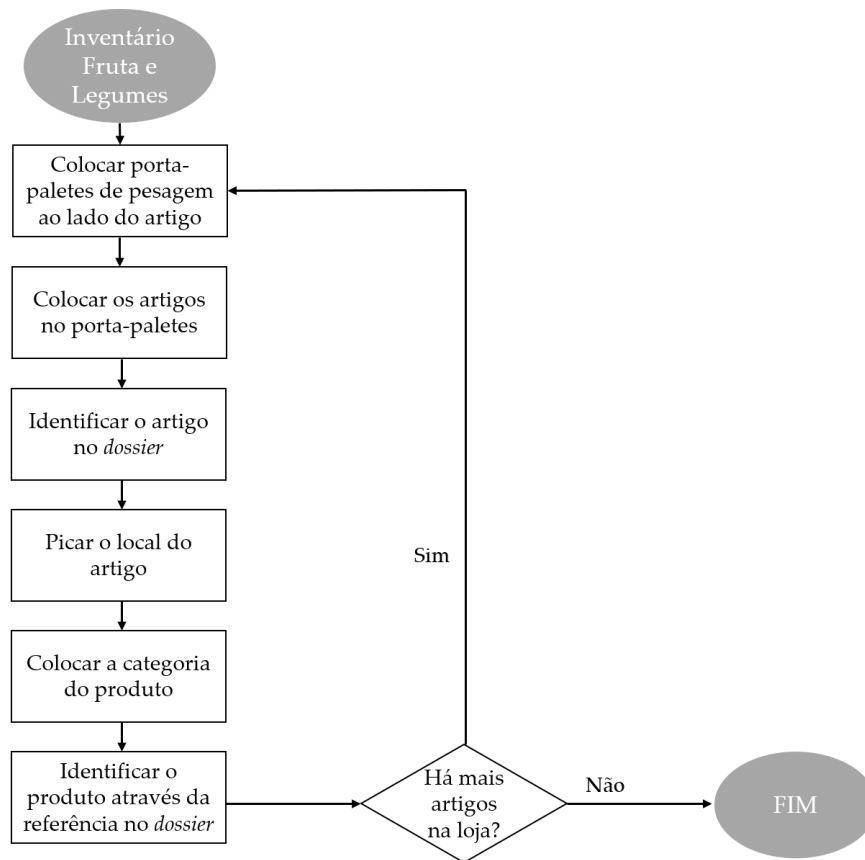 Inventário
Fruta e
Legumes
Colocar porta-
paletes de pesagem
ao lado do artigo
Colocar os artigos
no porta-paletes
Identificar o artigo
no dossier
Picar o local do
artigo
Colocar a categoria
do produto
Identificar o
produto através da
referência no dossier
Há mais
artigos
na loja?
Sim
Não
FIM